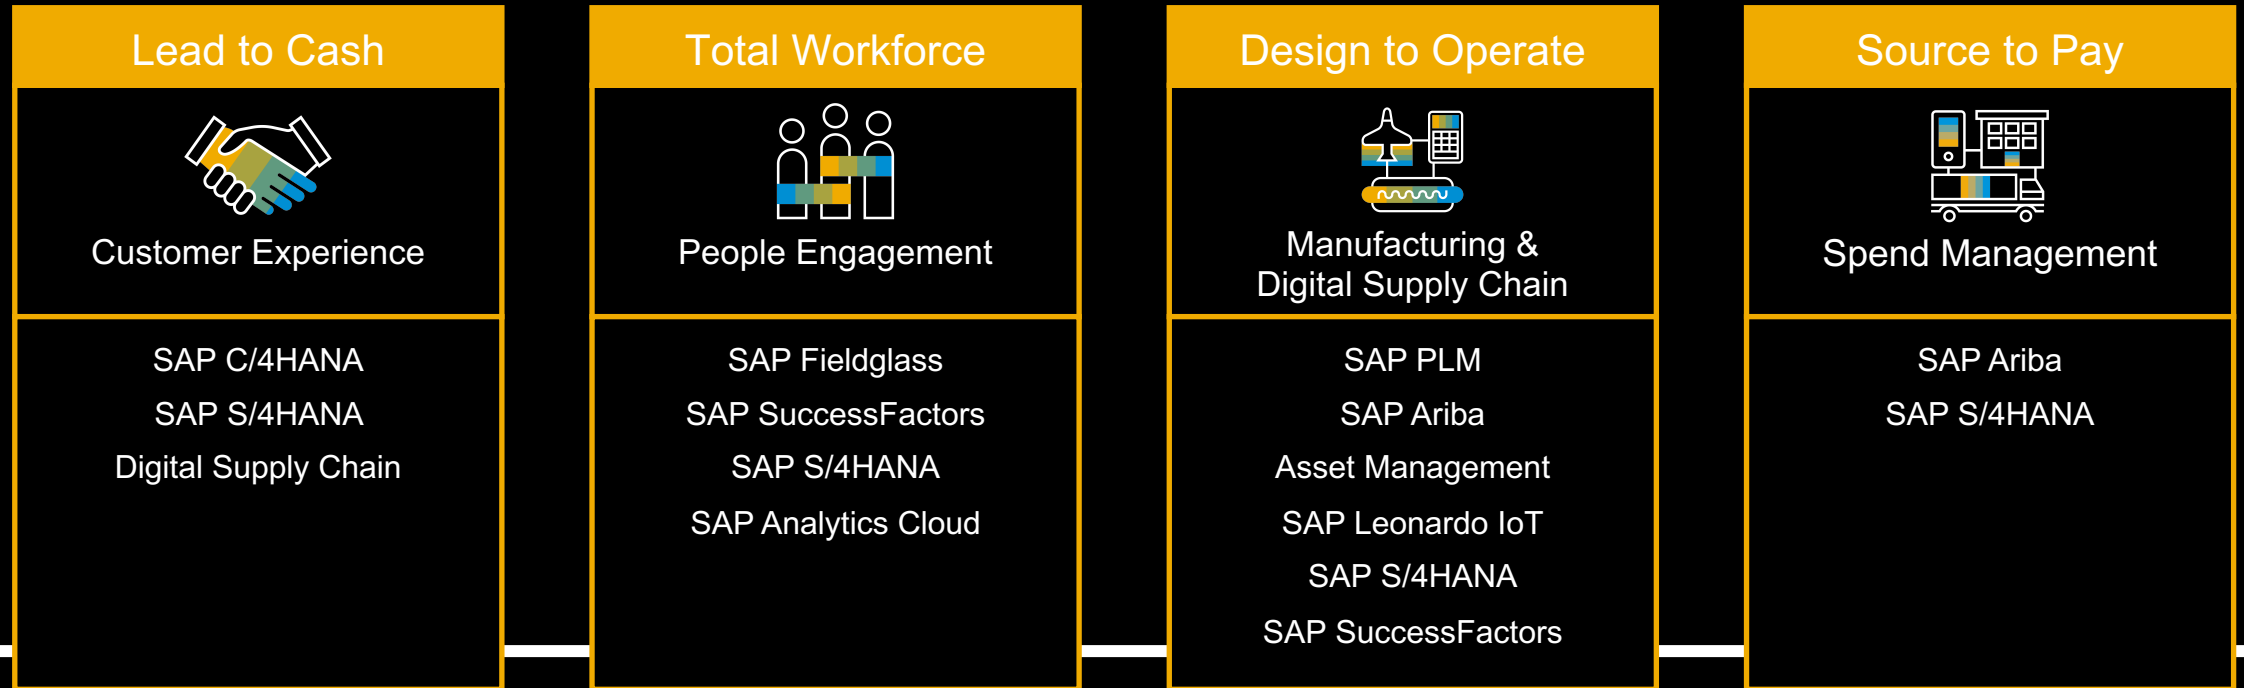 Lead to Cash
Customer Experience
SAP C/4HANA
SAP S/4HANA
Digital Supply Chain
Total Workforce
People Engagement
SAP Fieldglass
SAP SuccessFactors
SAP S/4HANA
SAP Analytics Cloud
Design to Operate
Manufacturing &
Digital Supply Chain
SAP PLM
SAP Ariba
Asset Management
SAP Leonardo IoT
SAP S/4HANA
SAP SuccessFactors
Source to Pay
Spend Management
SAP Ariba
SAP S/4HANA